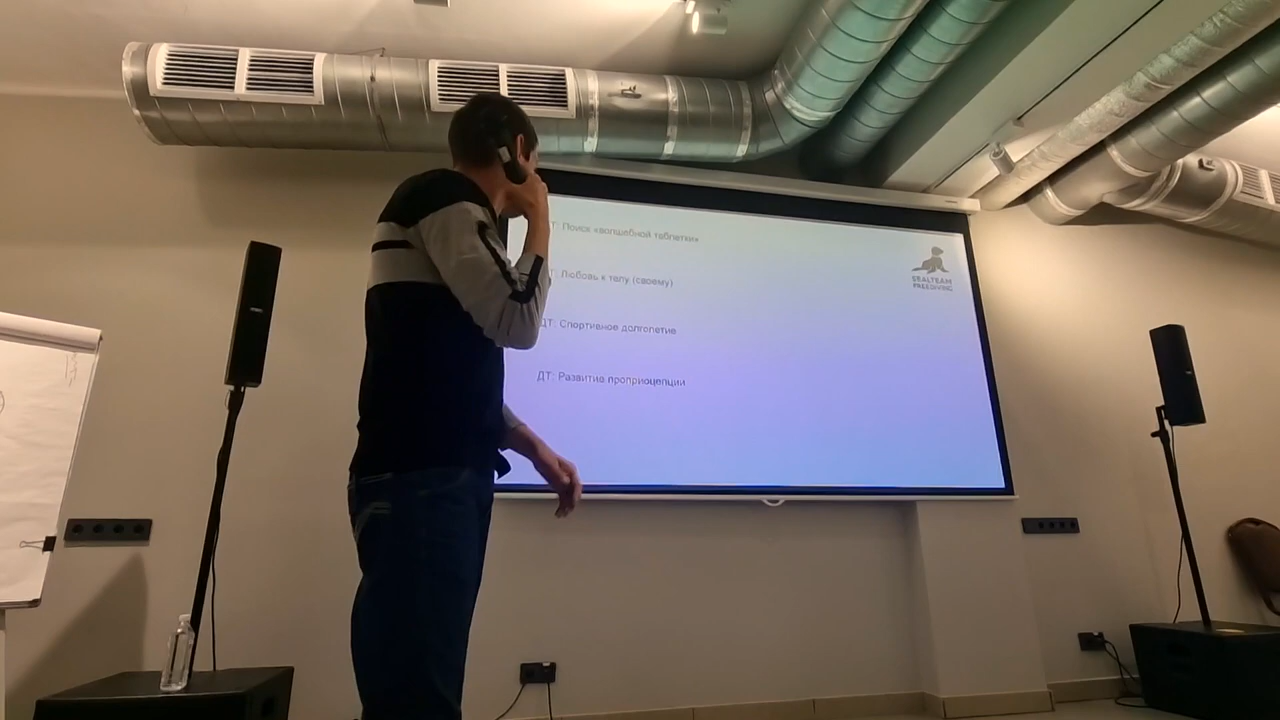 ДТ: Поиск «волшебной таблетки»
ДТ: Любовь к телу (своему)
ДТ: Спортивное долголетие
ДТ: Развитие проприоцепции
SEALTEAM
FREEDIVING